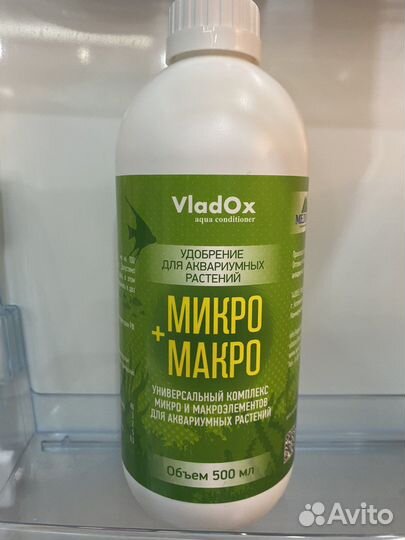 VladOx
aqua conditioner
УДОБРЕНИЕ
ДЛЯ АКВАРИУМНЫХ
РАСТЕНИЙ
МИКРО
+МАКРО
УНИВЕРСАЛЬНЫЙ КОМПЛЕКС
МИКРО И МАКРОЭЛЕМЕНТОВ
ДЛЯ АКВАРИУМНЫХ РАСТЕНИЙ
Объем 500 мл
Avito